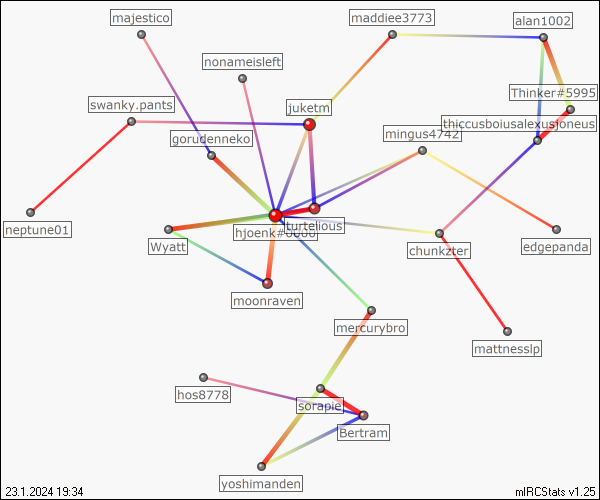 majestico
maddiee3773
alan1002
nonameisleft
Thinker#5995
swanky.pants
juketm
thiccusboiusalexusjoneus
mingus4742
gorudenneko
neptune01
hjoenk#0000
turtelious
Wyatt
chunkzter
edgepanda
moonraven
mercurybro
mattnesslp
hos8778
sorapie
Bertram
yoshimanden
23.1.2024 19:34
mIRCStats v1.25